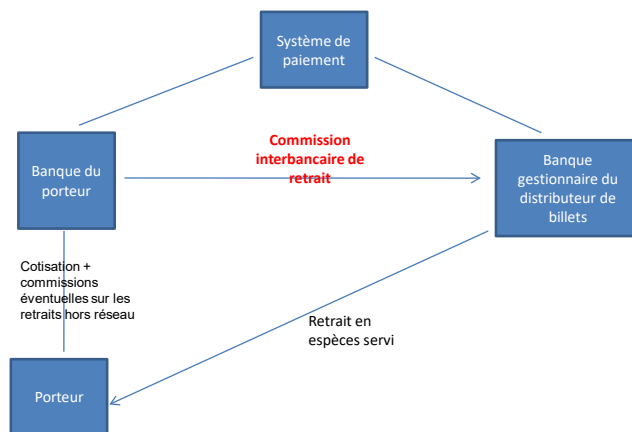 Système de
paiement
Commission
interbancaire de
retrait
Banque du
porteur
Banque
gestionnaire du
distributeur de
billets
Cotisation +
commissions
éventuelles sur les
retraits hors réseau
Retrait en
espèces servi
Porteur